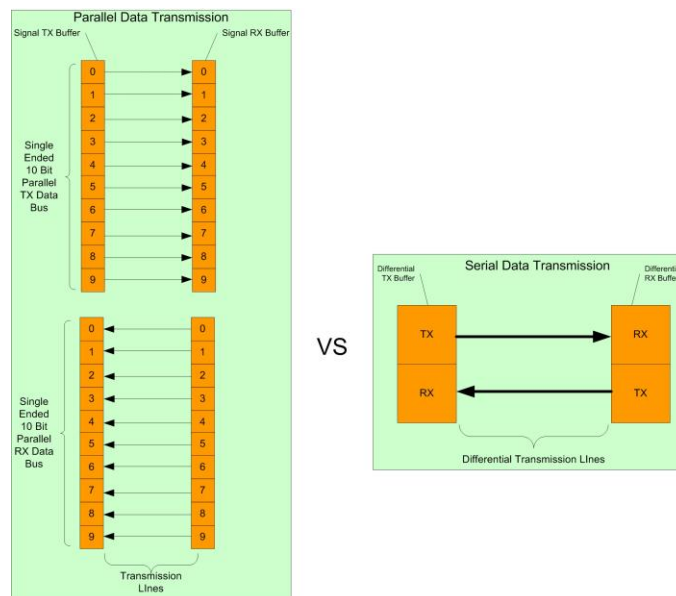 Parallel Data Transmission
Signal TX Buffer
Signal RX Buffer
0
0
1
1
2
2
3
3
4
4
5
5
6
6
7
7
8
8
9
9
Single
Ended
10 Bit
Parallel
TX Data
Bus
0
0
1
1
2
2
3
3
4
4
5
5
6
6
7
7
8
8
9
9
Single
Ended
10 Bit
Parallel
RX Data
Bus
Transmission
LInes
VS
Serial Data Transmission
Differential
TX Buffer
RX Buffe
TX
RX
RX
TX
Differential Transmission LInes